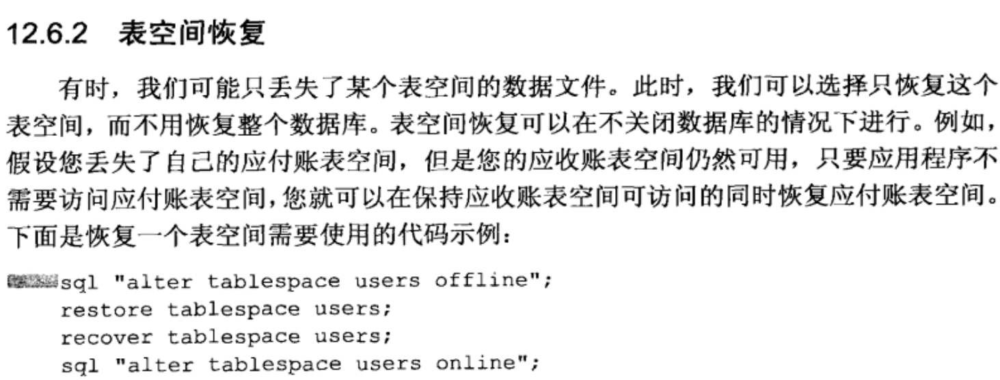 12.6.2 表空间恢复
有时，我们可能只丢失了某个表空间的数据文件。此时，我们可以选择只恢复这个
表空间，而不用恢复整个数据库。表空间恢复可以在不关闭数据库的情况下进行。例如，
假设您丢失了自己的应付账表空间，但是您的应收账表空间仍然可用，只要应用程序不
需要访问应付账表空间，您就可以在保持应收账表空间可访问的同时恢复应付账表空间。
下面是恢复一个表空间需要使用的代码示例：
sql "alter tablespace users offline";
restore tablespace users;
recover tablespace users;
sql "alter tablespace users online";